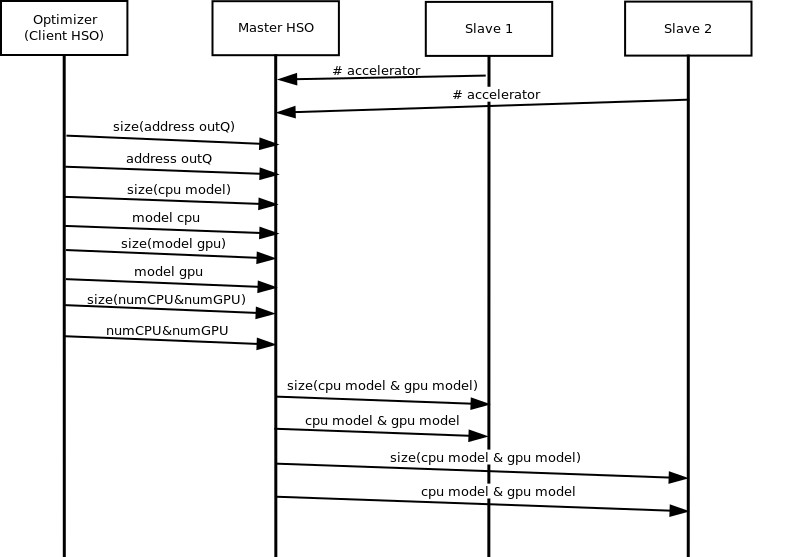 Optimizer
(Client HSO)
Master HSO
Slave 1
Slave 2
# accelerator
# accelerator
size(address outQ)
address outQ
size(cpu model)
model cpu
size(model gpu)
model gpu
size(numCPU&numGPU)
numCPU&numGPU
size(cpu model & gpu model)
cpu model & gpu model
size(cpu model & gpu model)
cpu model & gpu model